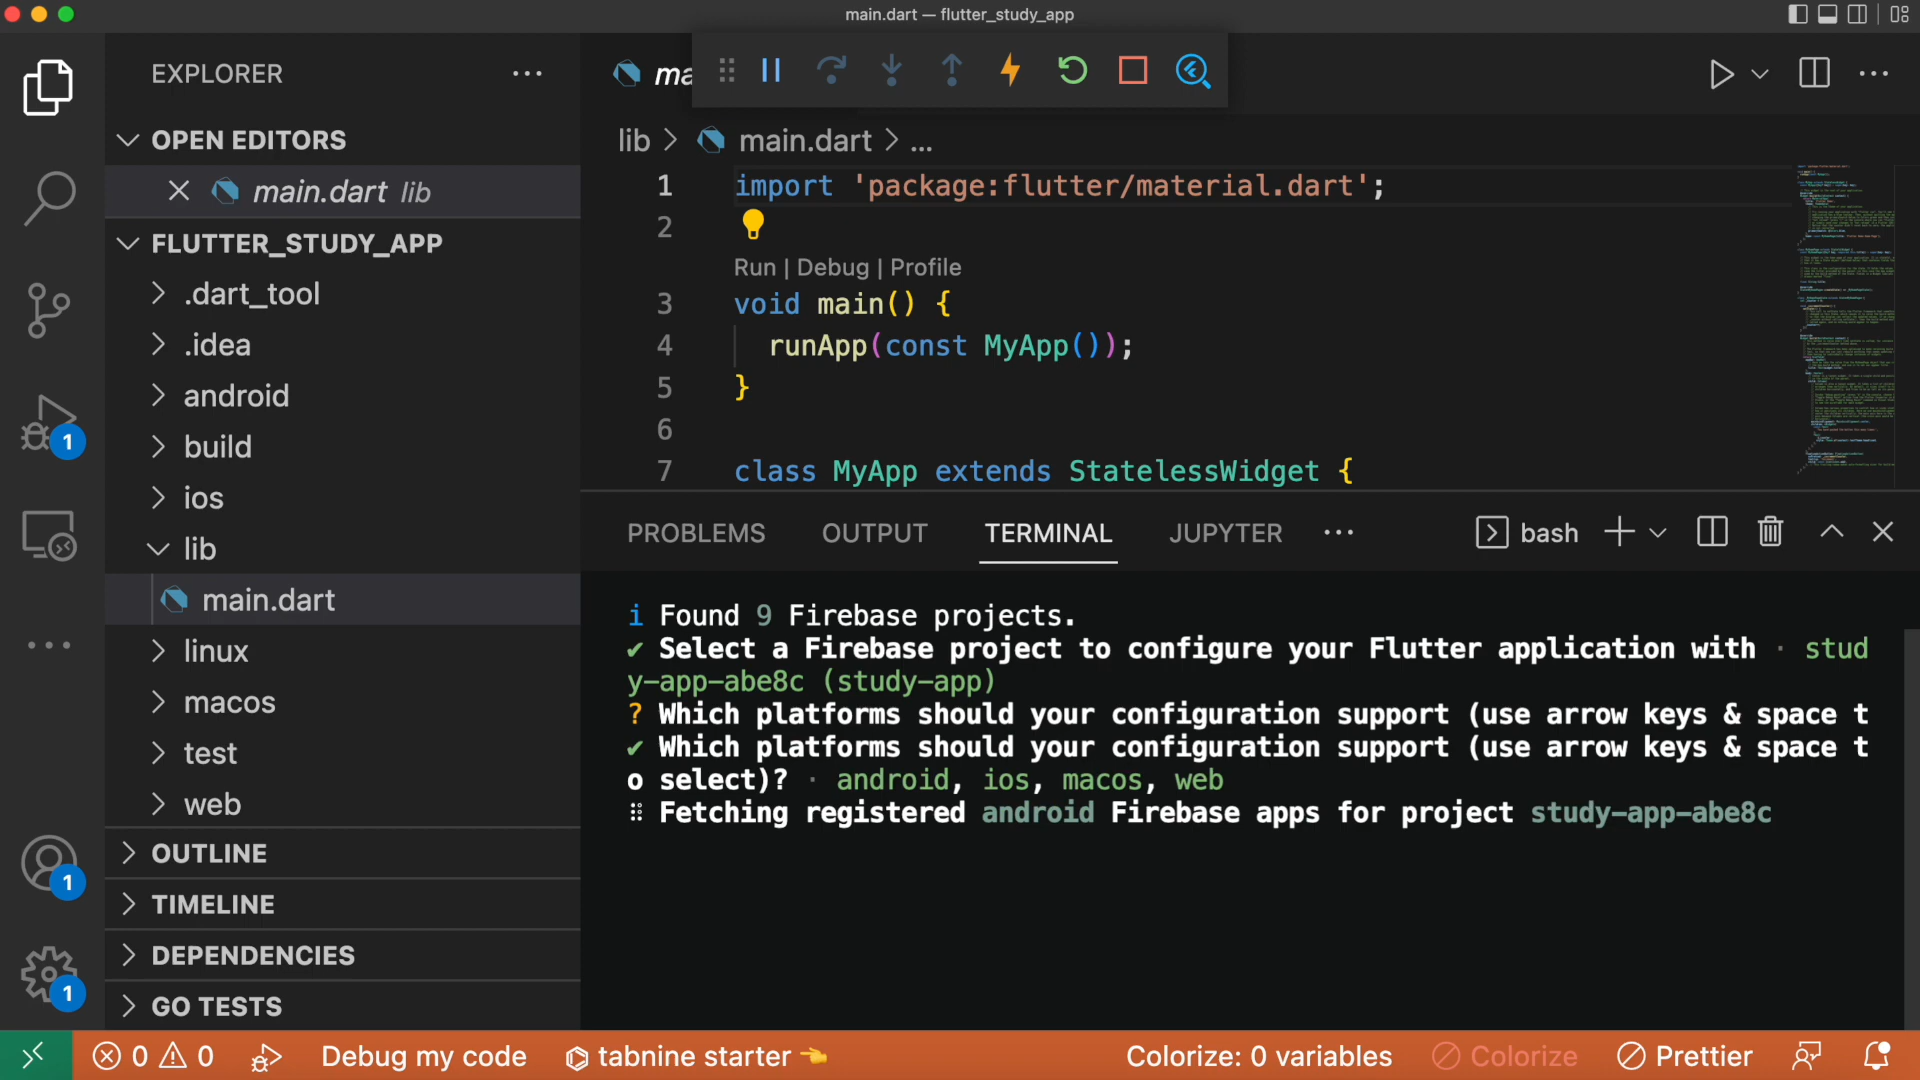 main.dart — flutter_study_app
EXPLORER
OPEN EDITORS
main.dart lib
FLUTTER_STUDY_APP
.dart_tool
.idea
android
build
ios
lib
main.dart
linux
macos
test
web
OUTLINE
TIMELINE
DEPENDENCIES
GO TESTS
1
1
1
ma
lib > main.dart > ...
1 import 'package:flutter/material.dart';
2
Run | Debug | Profile
3 void main() {
4 runApp(const MyApp());
5 }
6
7 class MyApp extends StatelessWidget {
PROBLEMS OUTPUT TERMINAL JUPYTER bash
i Found 9 Firebase projects.
✔ Select a Firebase project to configure your Flutter application with · stud
y-app-abe8c (study-app)
? Which platforms should your configuration support (use arrow keys & space t
✔ Which platforms should your configuration support (use arrow keys & space t
o select)? · android, ios, macos, web
⠿ Fetching registered android Firebase apps for project study-app-abe8c
0 0 Debug my code tabnine starter 👈 Colorize: 0 variables Colorize Prettier